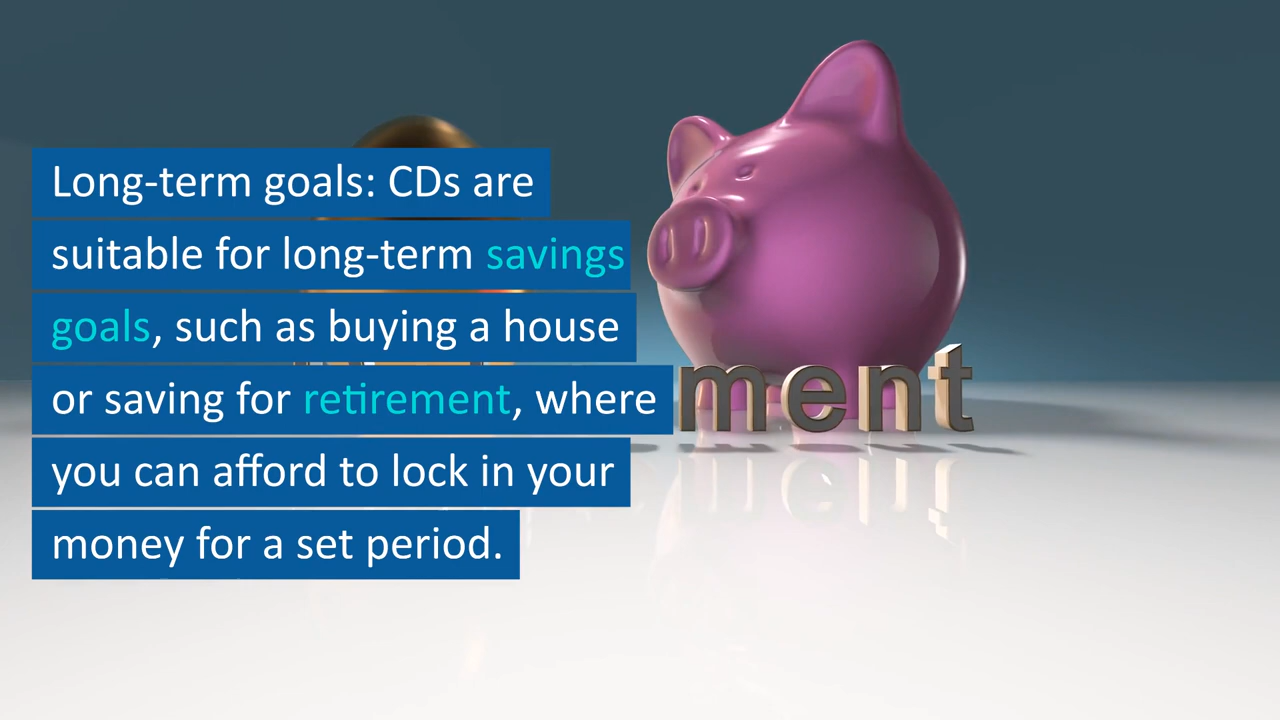 Long-term goals: CDs are
suitable for long-term savings
goals, such as buying a house
or saving for retirement, where
you can afford to lock in your
money for a set period.
ment